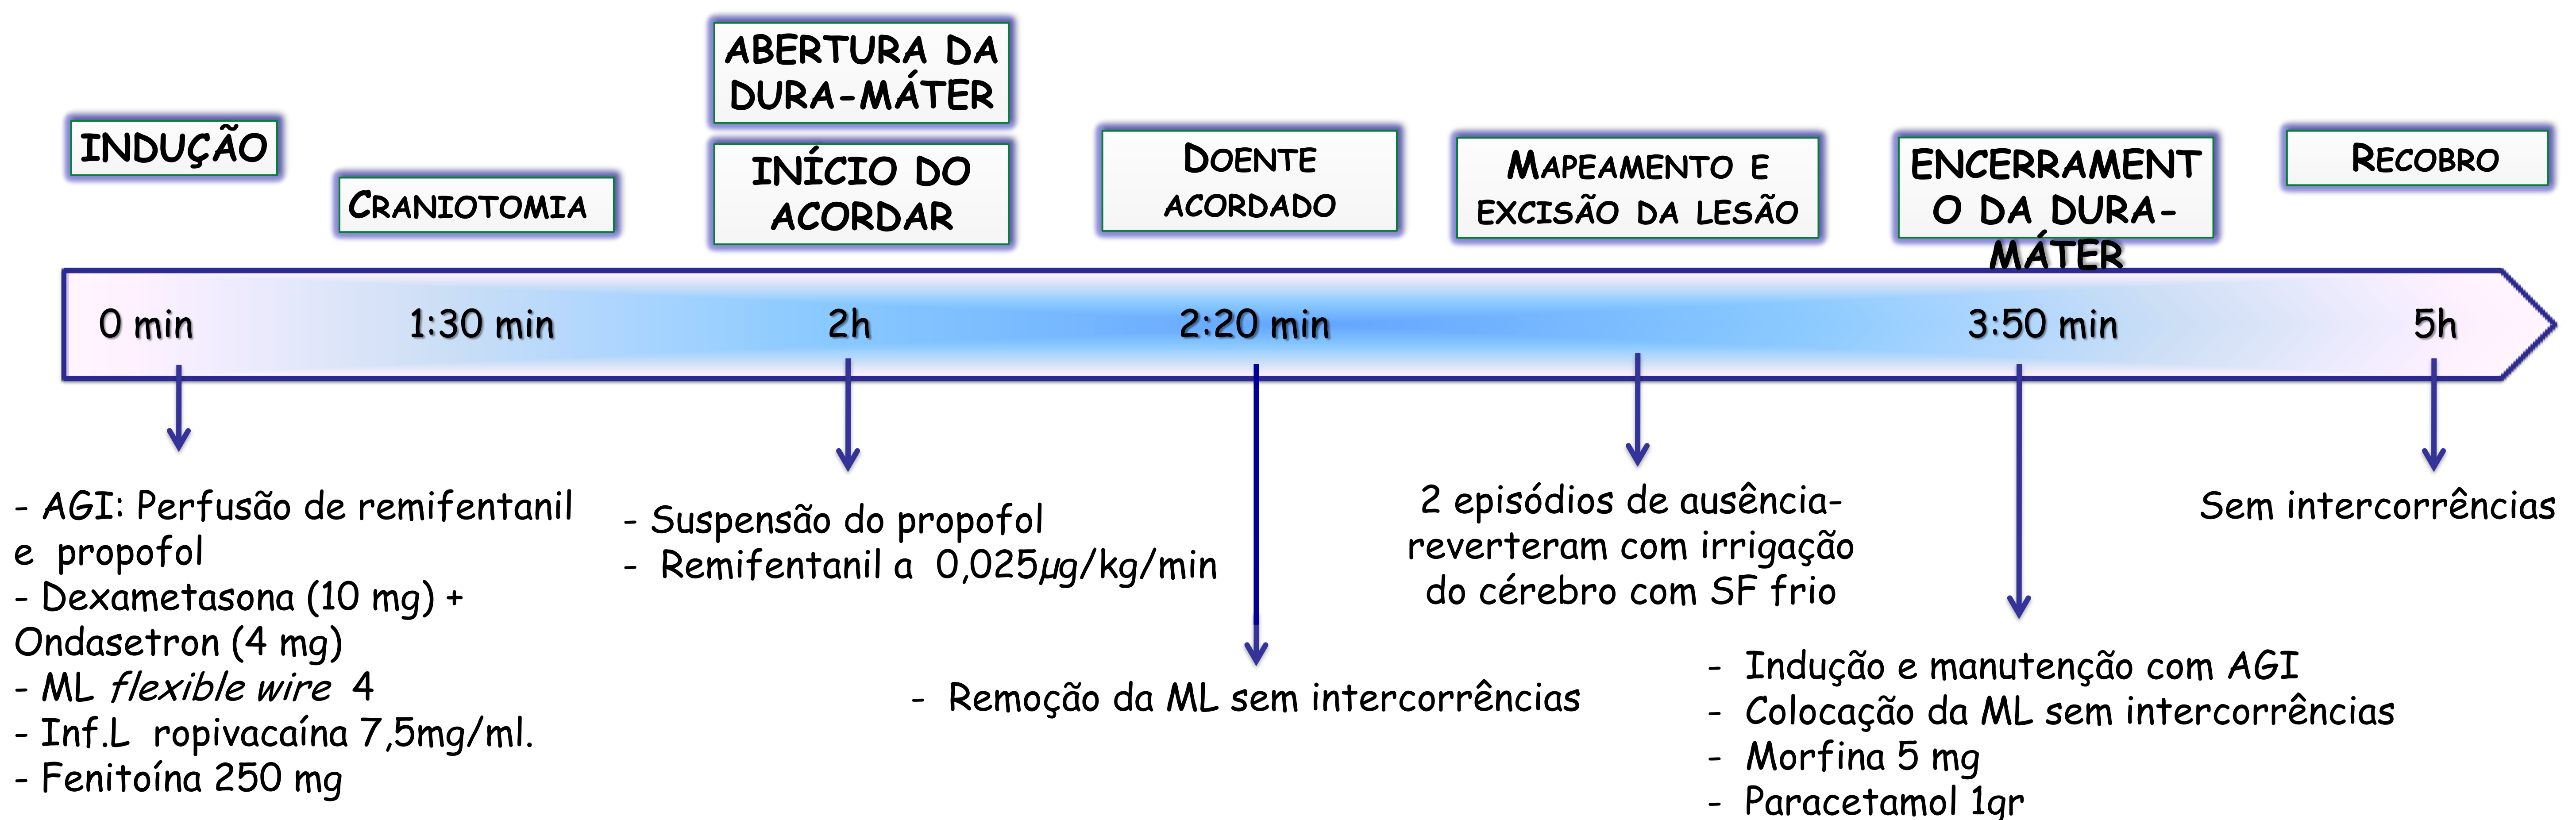 INDUÇÃO
CRANIOTOMIA
ABERTURA DA
DURA-MÁTER
INÍCIO DO
ACORDAR
DOENTE
ACORDADO
MAPEAMENTO E
EXCISÃO DA LESÃO
ENCERRAMENT
O DA DURA-
MÁTER
RECOBRO
0 min
1:30 min
2h
2:20 min
3:50 min
5h
- AGI: Perfusão de remifentanil
e propofol
- Dexametasona (10 mg) +
Ondasetron (4 mg)
- ML flexible wire 4
- Inf.L ropivacaína 7,5mg/ml.
- Fenitoína 250 mg
- Suspensão do propofol
- Remifentanil a 0,025µg/kg/min
- Remoção da ML sem intercorrências
2 episódios de ausência-
reverteram com irrigação
do cérebro com SF frio
- Indução e manutenção com AGI
- Colocação da ML sem intercorrências
- Morfina 5 mg
- Paracetamol 1gr
Sem intercorrências